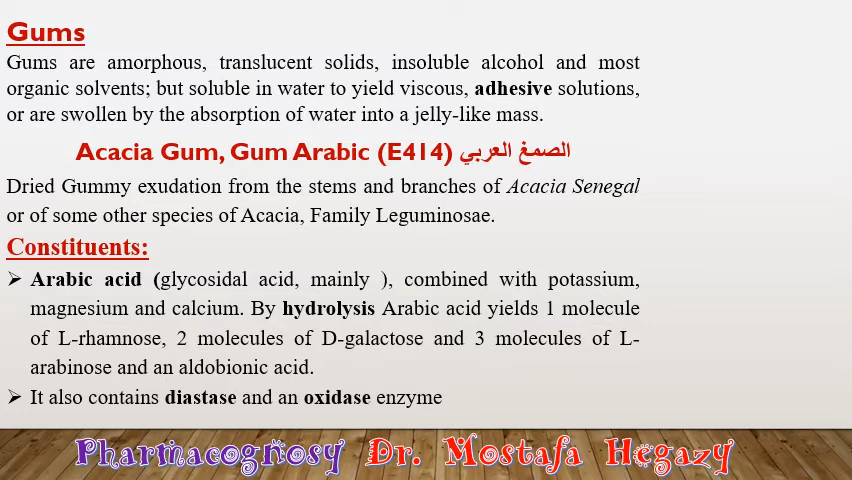 Gums
Gums are amorphous, translucent solids, insoluble alcohol and most
organic solvents; but soluble in water to yield viscous, adhesive solutions,
or are swollen by the absorption of water into a jelly-like mass.
Acacia Gum, Gum Arabic (E414) الصمغ العربي
Dried Gummy exudation from the stems and branches of Acacia Senegal
or of some other species of Acacia, Family Leguminosae.
Constituents:
➢ Arabic acid (glycosidal acid, mainly ), combined with potassium,
magnesium and calcium. By hydrolysis Arabic acid yields 1 molecule
of L-rhamnose, 2 molecules of D-galactose and 3 molecules of L-
arabinose and an aldobionic acid.
➢ It also contains diastase and an oxidase enzyme
Pharmacognosy Dr. Mostafa Hegazy